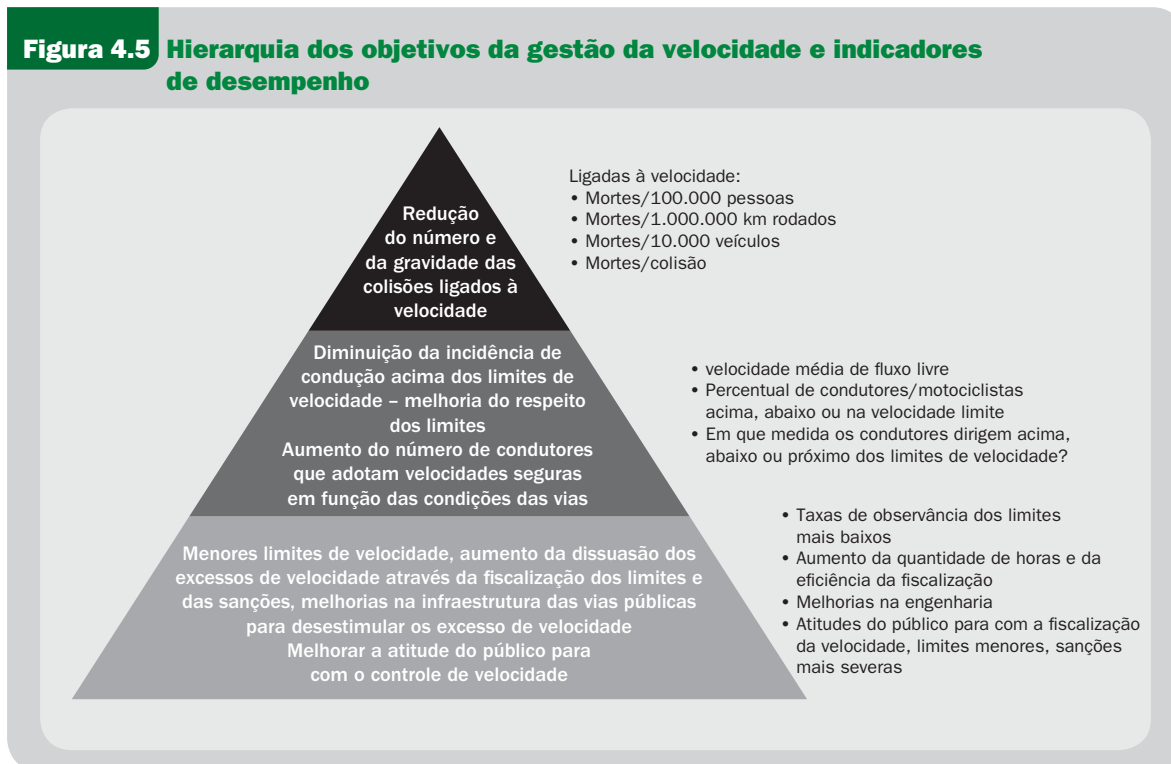 Figura 4.5 Hierarquia dos objetivos da gestão da velocidade e indicadores
de desempenho
Redução
do número e
da gravidade das
colisões ligados à
velocidade
Ligadas à velocidade:
• Mortes/100.000 pessoas
• Mortes/1.000.000 km rodados
• Mortes/10.000 veículos
• Mortes/colisão
Diminuição da incidência de
condução acima dos limites de
velocidade – melhoria do respeito
dos limites
Aumento do número de condutores
que adotam velocidades seguras
em função das condições das vias
• velocidade média de fluxo livre
• Percentual de condutores/motociclistas
acima, abaixo ou na velocidade limite
• Em que medida os condutores dirigem acima,
abaixo ou próximo dos limites de velocidade?
Menores limites de velocidade, aumento da dissuasão dos
excessos de velocidade através da fiscalização dos limites e
das sanções, melhorias na infraestrutura das vias públicas
para desestimular os excesso de velocidade
Melhorar a atitude do público para
com o controle de velocidade
• Taxas de observância dos limites
mais baixos
• Aumento da quantidade de horas e da
eficiência da fiscalização
• Melhorias na engenharia
• Atitudes do público para com a fiscalização
da velocidade, limites menores, sanções
mais severas